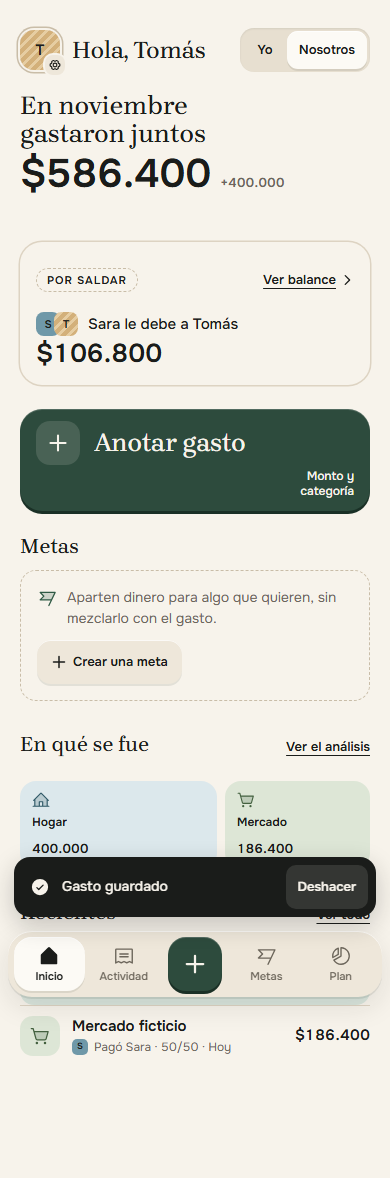 T
Hola, Tomás
Yo
Nosotros
En noviembre
gastaron juntos
$586.400
+400.000
POR SALDAR
Ver balance
S
T
Sara le debe a Tomás
$106.800
Anotar gasto
Monto y
categoría
Metas
Aparten dinero para algo que quieren, sin
mezclarlo con el gasto.
Crear una meta
En qué se fue
Ver el análisis
Hogar
400.000
Mercado
186.400
Gasto guardado
Deshacer
Recientes
Ver todo
Inicio
Actividad
Metas
Plan
Mercado ficticio
$186.400
S
Pagó Sara · 50/50 · Hoy